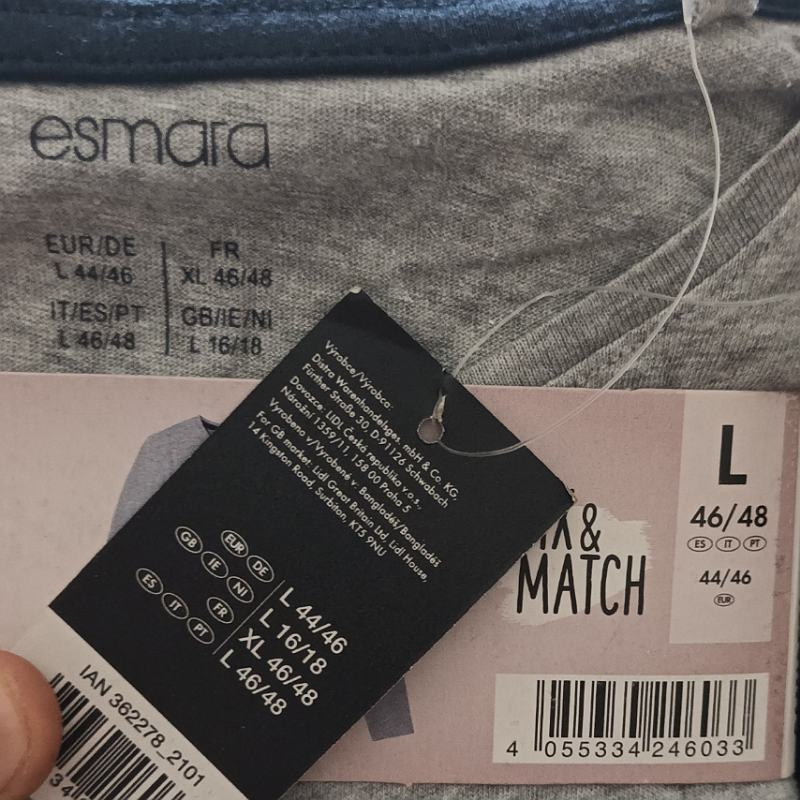 esmara
EUR/DE
L 44/46
FR
XL 46/48
IT/ES/PT
L 46/48
GB/IE/NI
L 16/18
Výrobce/Výrobca:
Distra Warenhandelsges. mbH & Co. KG,
Fürther Straße 30, D-91126 Schwabach
Dovozce: LIDL Česká republika v.o.s.,
Nárožní 1359/11, 158 00 Praha 5
Vyrobeno v/Vyrobené v: Bangladéš/Bangladéš
For GB market: Lidl Great Britain Ltd, Lidl House,
14 Kingston Road, Surbiton, KT5 9NU
EUR DE L 44/46
GB IE NI L 16/18
FR XL 46/48
ES IT PT L 46/48
IAN 362278_2101
L
46/48
ES IT PT
44/46
EUR
&
MATCH
4 055334 246033